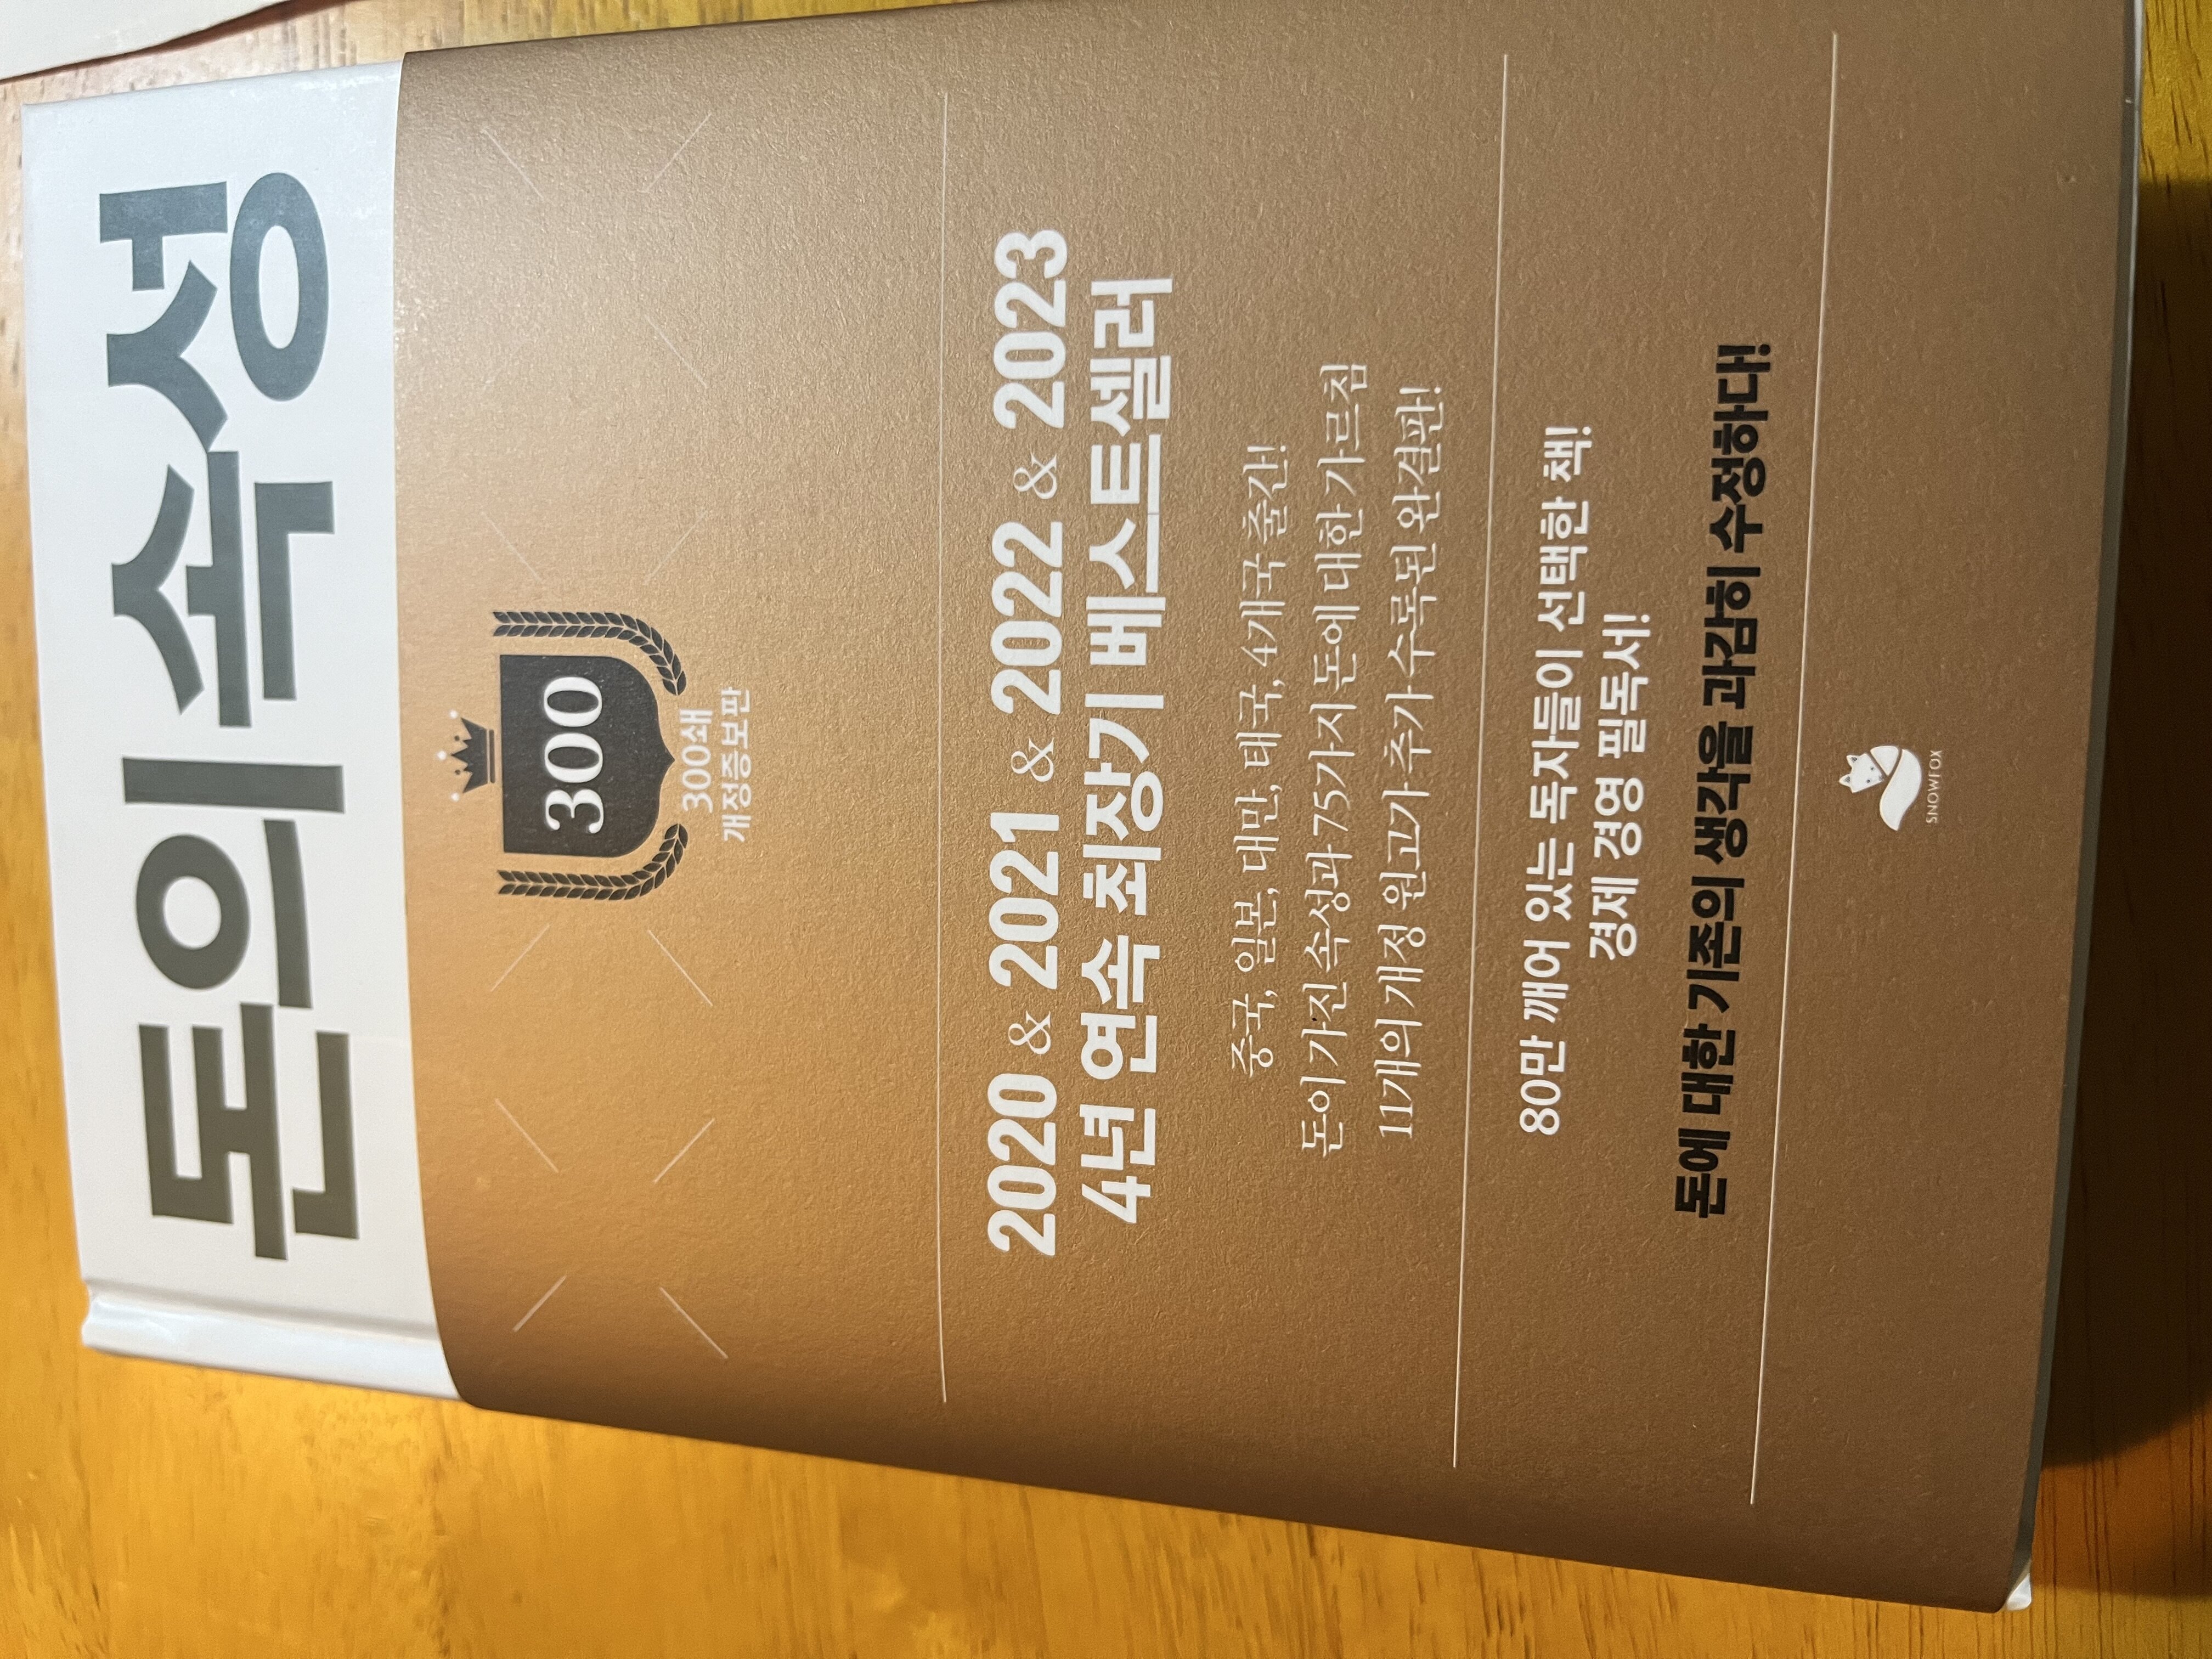 돈의 속성
300
300쇄
개정증보판
2020 & 2021 & 2022 & 2023
4년 연속 최장기 베스트셀러
중국, 일본, 대만, 태국, 4개국 출간!
돈이 가진 속성과 75가지 돈에 대한 가르침
11개의 개정 원고가 추가 수록된 완결판!
80만 깨어 있는 독자들이 선택한 책!
경제 경영 필독서!
돈에 대한 기존의 생각을 과감히 수정하다!
SNOWFOX